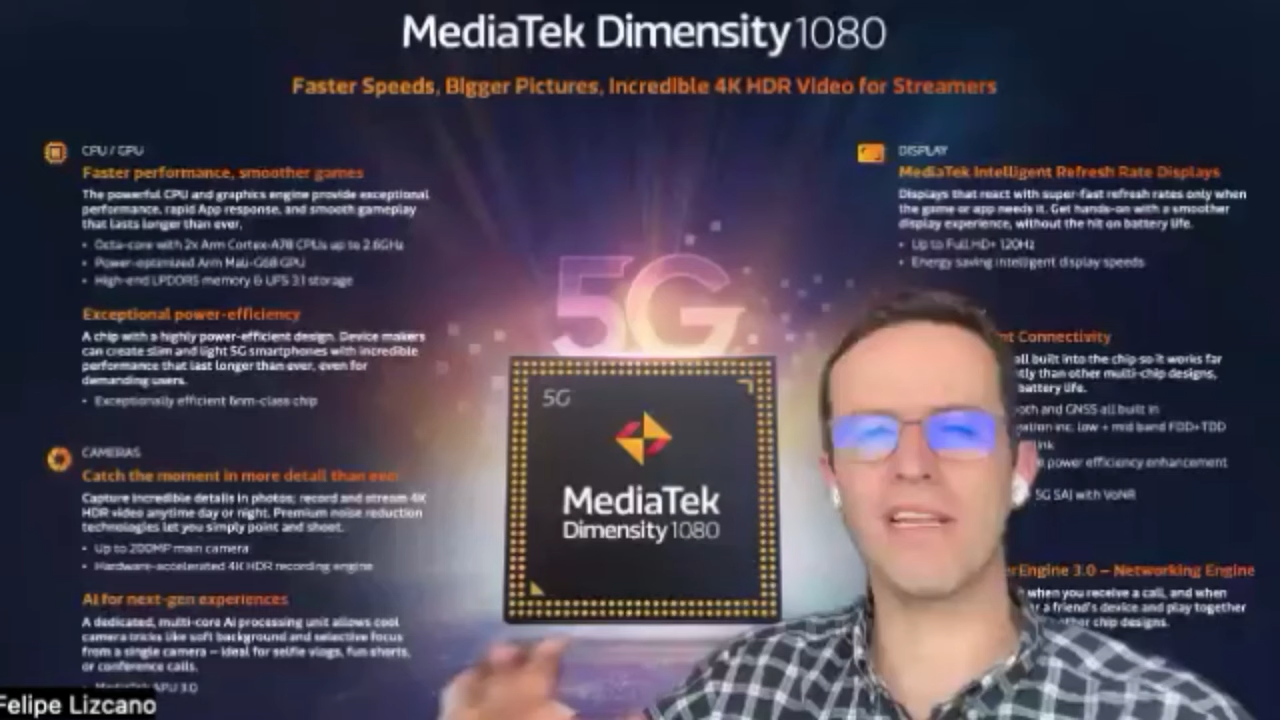 MediaTek Dimensity 1080
Faster Speeds, Bigger Pictures, Incredible 4K HDR Video for Streamers
CPU / GPU
Faster performance, smoother games
The powerful CPU and graphics engine provide exceptional
performance, rapid App response, and smooth gameplay
that lasts longer than ever.
• Octa-core with 2x Arm Cortex-A78 CPUs up to 2.6GHz
• Power-optimized Arm Mali-G68 GPU
• High-end LPDDR5 memory & UFS 3.1 storage
Exceptional power-efficiency
A chip with a highly power-efficient design. Device makers
can create slim and light 5G smartphones with incredible
performance that last longer than ever, even for
demanding users.
• Exceptionally efficient 6nm-class chip
CAMERAS
Catch the moment in more detail than ever
Capture incredible details in photos; record and stream 4K
HDR video anytime day or night. Premium noise reduction
technologies let you simply point and shoot.
• Up to 200MP main camera
• Hardware-accelerated 4K HDR recording engine
AI for next-gen experiences
A dedicated, multi-core AI processing unit allows cool
camera tricks like soft background and selective focus
from a single camera – ideal for selfie vlogs, fun shorts,
or conference calls.
MediaTek APU 3.0
5G
5G
MediaTek
Dimensity 1080
DISPLAY
MediaTek Intelligent Refresh Rate Displays
Displays that react with super-fast refresh rates only when
the game or app needs it. Get hands-on with a smoother
display experience, without the hit on battery life.
• Up to Full HD+ 120Hz
• Energy saving intelligent display speeds
Connectivity
all built into the chip so it works far
than other multi-chip designs,
battery life.
and GNSS all built in
inc. low + mid band FDD+TDD
power efficiency enhancement
5G SA) with VoNR
Engine 3.0 – Networking Engine
when you receive a call, and when
a friend's device and play together
other chip designs.
Felipe Lizcano